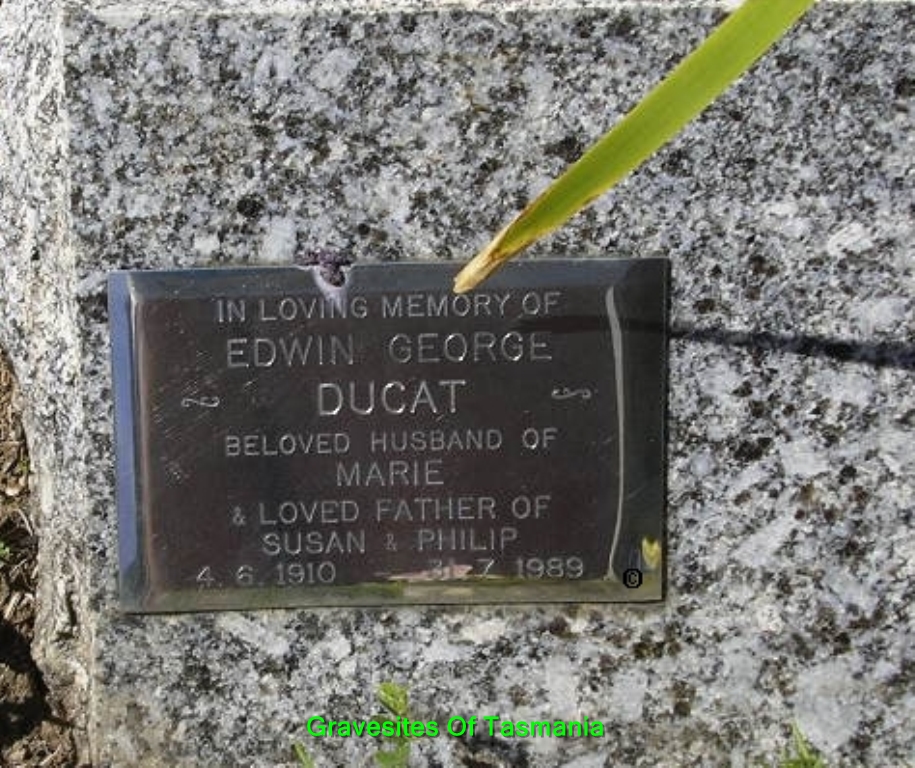 IN LOVING MEMORY OF
EDWIN GEORGE
DUCAT
BELOVED HUSBAND OF
MARIE
& LOVED FATHER OF
SUSAN & PHILIP
4. 6. 1910 — 31. 7. 1989
©
Gravesites Of Tasmania